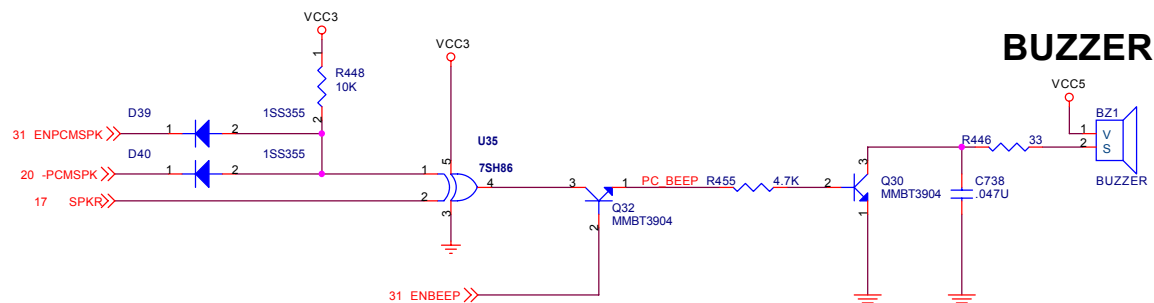 BUZZER
VCC3
1
R448
10K
2
VCC3
VCC5
D39
1SS355
31 ENPCMSPK
1
2
D40
1SS355
20 -PCMSPK
1
2
17 SPKR
U35
7SH86
5
1
2
4
3
3
1
Q32
MMBT3904
2
31 ENBEEP
PC_BEEP
R455
4.7K
2
3
Q30
MMBT3904
1
C738
.047U
R446
33
BZ1
1
V
2
S
BUZZER